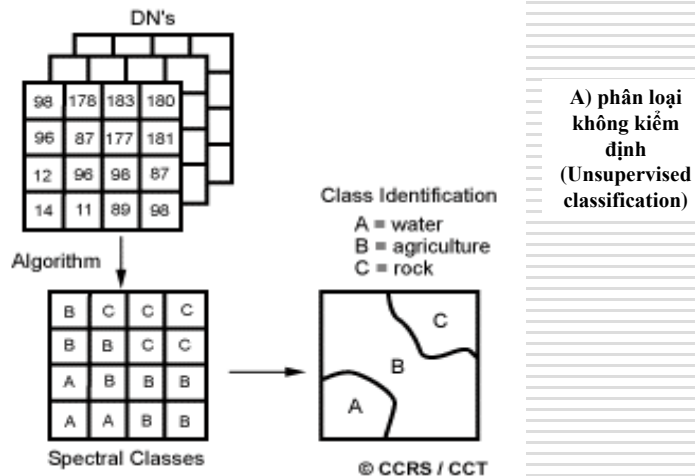 DN's
98 178 183 180
96 87 177 181
12 96 98 87
14 11 89 98
Algorithm
B C C C
B B C C
A B B B
A A B B
Spectral Classes
Class Identification
A = water
B = agriculture
C = rock
C
B
A
© CCRS / CCT
A) phân loại
không kiểm
định
(Unsupervised
classification)